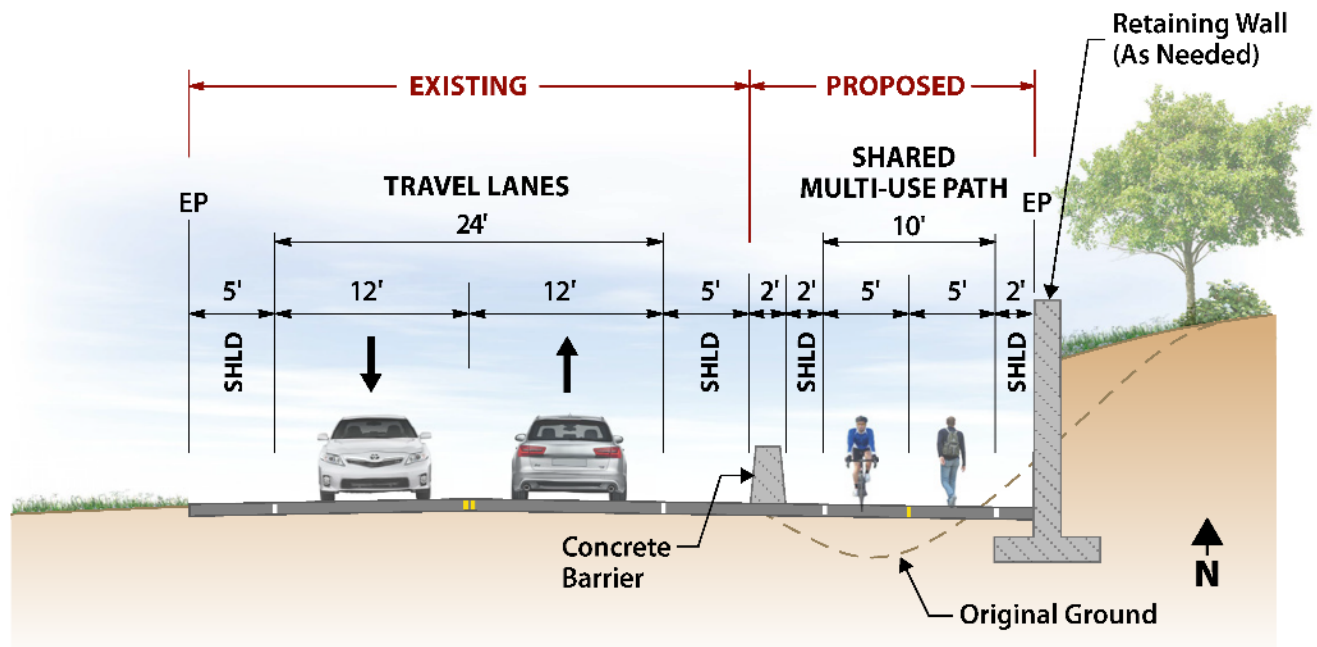 Retaining Wall
(As Needed)
EXISTING
PROPOSED
SHARED
MULTI-USE PATH
TRAVEL LANES
EP
EP
24'
10'
5'
12'
12'
5'
2'
2'
5'
5'
2'
SHLD
SHLD
SHLD
SHLD
Concrete
Barrier
N
Original Ground